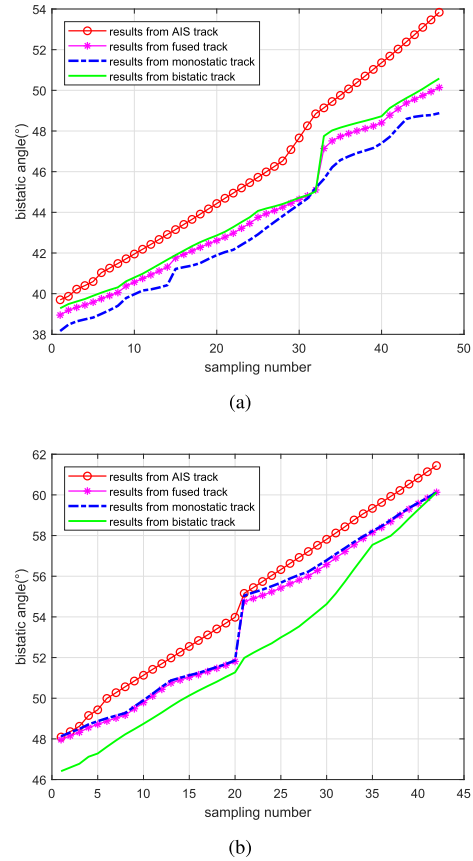 54
52
50
48
46
44
42
40
38
bistatic angle(°)
results from AIS track
results from fused track
results from monostatic track
results from bistatic track
0 10 20 30 40 50
sampling number
(a)
62
60
58
56
54
52
50
48
46
bistatic angle(°)
results from AIS track
results from fused track
results from monostatic track
results from bistatic track
0 5 10 15 20 25 30 35 40 45
sampling number
(b)